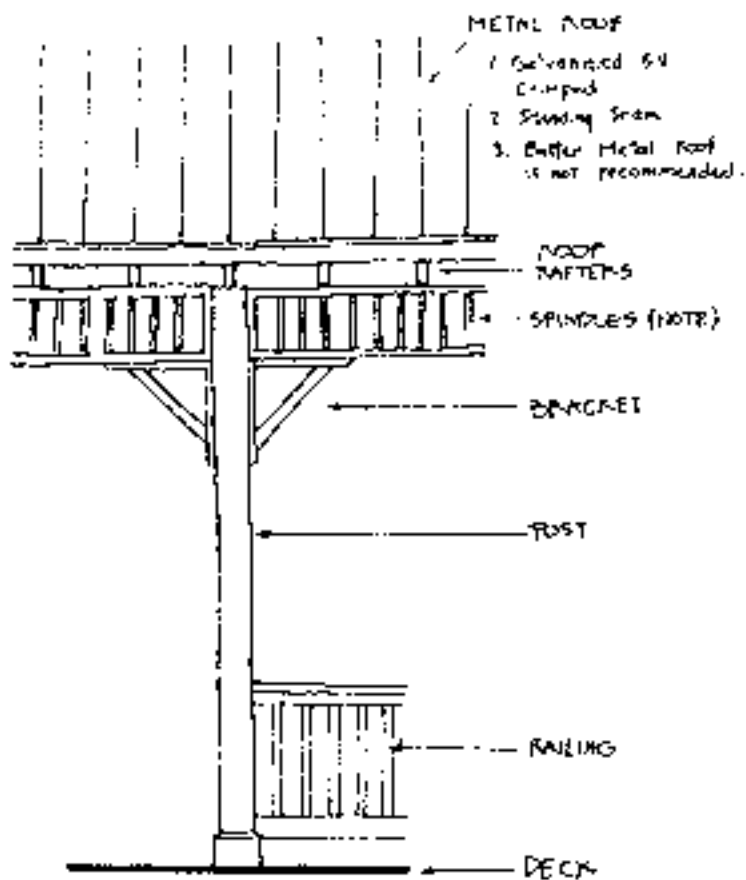 METAL ROOF
1. Galvanized 5V
Crimped
2. Standing Seam
3. Batten Metal Roof
is not recommended.
ROOF
RAFTERS
SPINDLES (NOTE)
BRACKET
POST
RAILING
DECK